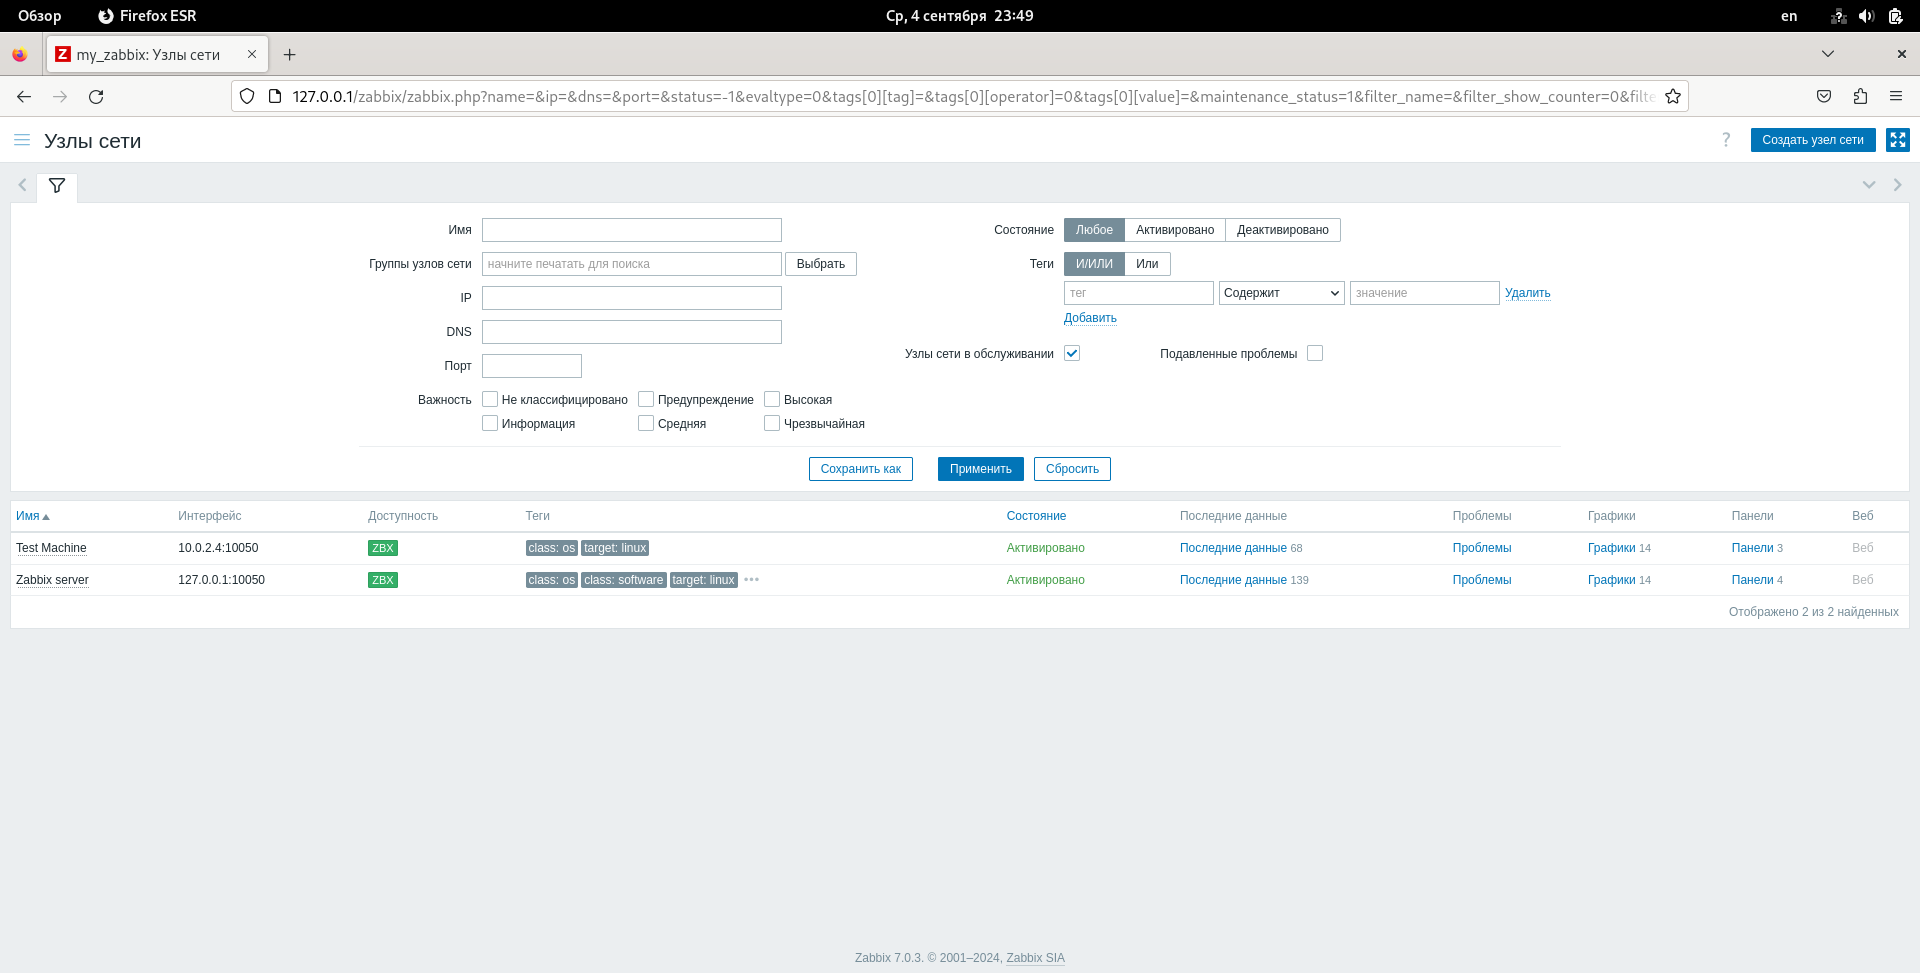 Обзор Firefox ESR Ср, 4 сентября 23:49 en
my_zabbix: Узлы сети
127.0.0.1/zabbix/zabbix.php?name=&ip=&dns=&port=&status=-1&evaltype=0&tags[0][tag]=&tags[0][operator]=0&tags[0][value]=&maintenance_status=1&filter_name=&filter_show_counter=0&filte
Узлы сети ? Создать узел сети
Имя Состояние Любое Активировано Деактивировано
Группы узлов сети начните печатать для поиска Выбрать Теги И/ИЛИ Или
IP тег Содержит значение Удалить
Добавить
DNS
Узлы сети в обслуживании Подавленные проблемы
Порт
Важность Не классифицировано Предупреждение Высокая
Информация Средняя Чрезвычайная
Сохранить как Применить Сбросить
Имя Интерфейс Доступность Теги Состояние Последние данные Проблемы Графики Панели Веб
Test Machine 10.0.2.4:10050 ZBX class: os target: linux Активировано Последние данные 68 Проблемы Графики 14 Панели 3 Веб
Zabbix server 127.0.0.1:10050 ZBX class: os class: software target: linux ••• Активировано Последние данные 139 Проблемы Графики 14 Панели 4 Веб
Отображено 2 из 2 найденных
Zabbix 7.0.3. © 2001–2024, Zabbix SIA